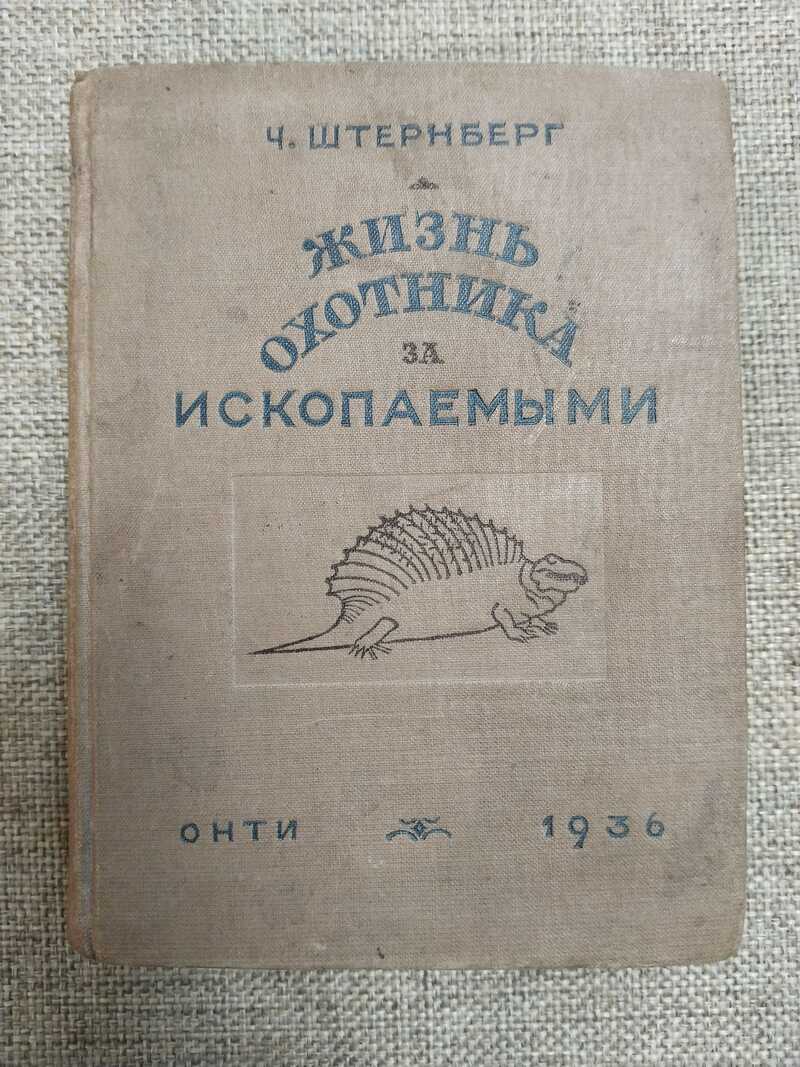 Ч. ШТЕРНБЕРГ
ЖИЗНЬ
ОХОТНИКА
ЗА
ИСКОПАЕМЫМИ
ОНТИ 1936